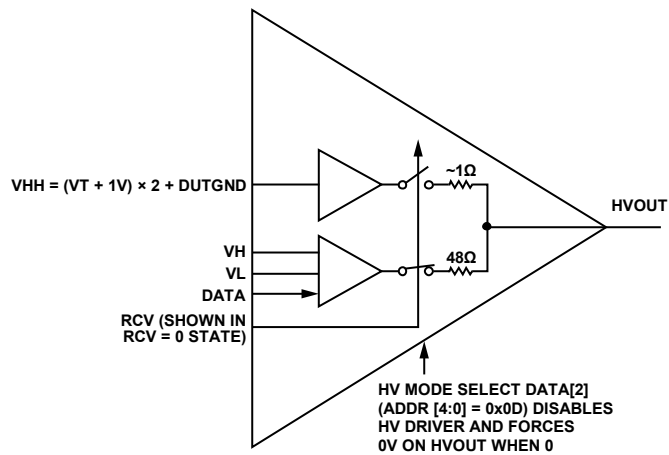 VHH = (VT + 1V) × 2 + DUTGND
~1Ω
HVOUT
VH
VL
48Ω
DATA
RCV (SHOWN IN
RCV = 0 STATE)
HV MODE SELECT DATA[2]
(ADDR [4:0] = 0x0D) DISABLES
HV DRIVER AND FORCES
0V ON HVOUT WHEN 0